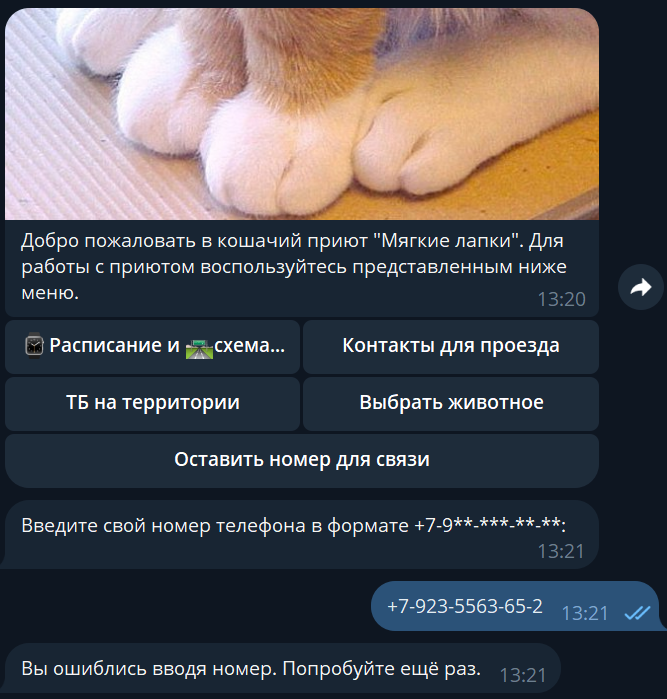 Добро пожаловать в кошачий приют "Мягкие лапки". Для
работы с приютом воспользуйтесь представленным ниже
меню.
13:20
Расписание и схема...
Контакты для проезда
ТБ на территории
Выбрать животное
Оставить номер для связи
Введите свой номер телефона в формате +7-9**-***-**-**:
13:21
+7-923-5563-65-2
13:21
Вы ошиблись вводя номер. Попробуйте ещё раз.
13:21